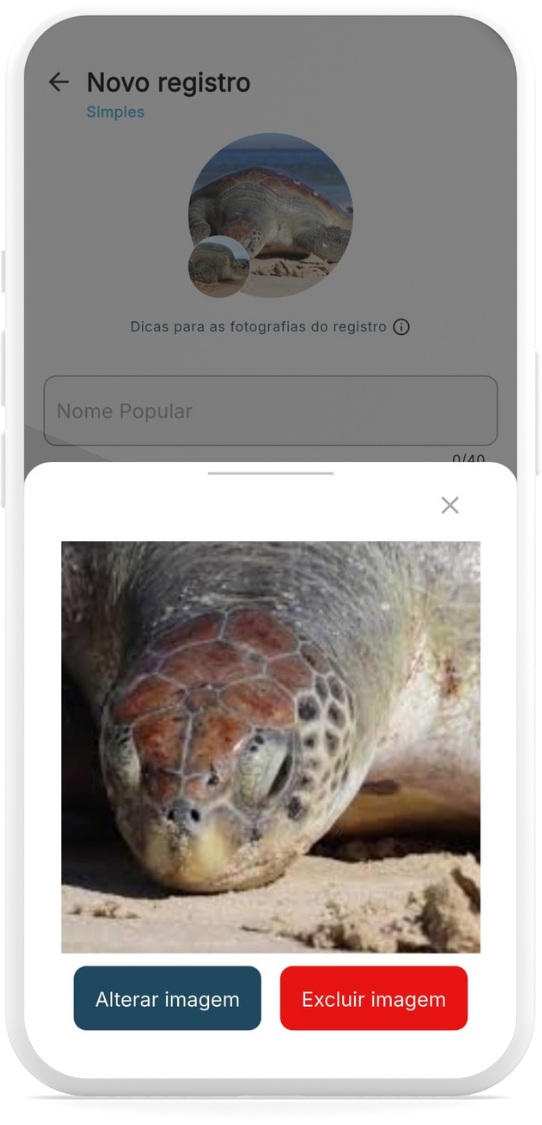 Novo registro
Simples
Dicas para as fotografias do registro
Nome Popular
0/40
Alterar imagem
Excluir imagem